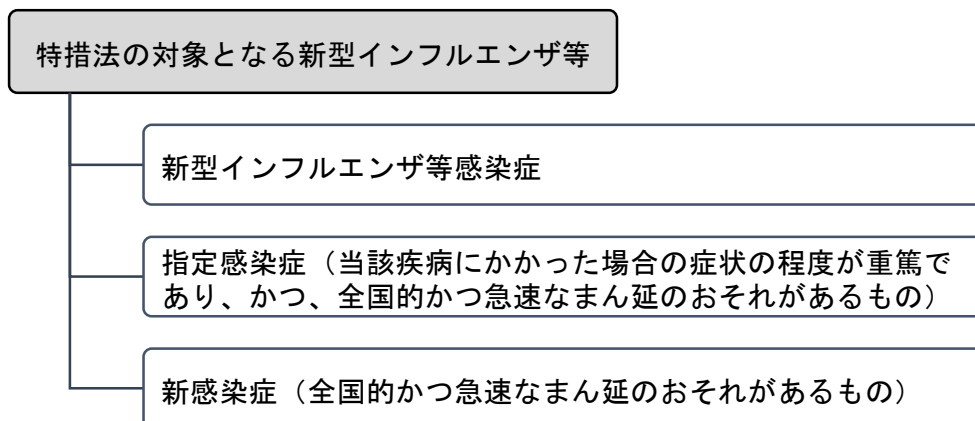 特措法の対象となる新型インフルエンザ等
新型インフルエンザ等感染症
指定感染症（当該疾病にかかった場合の症状の程度が重篤で
あり、かつ、全国的かつ急速なまん延のおそれがあるもの）
新感染症（全国的かつ急速なまん延のおそれがあるもの）